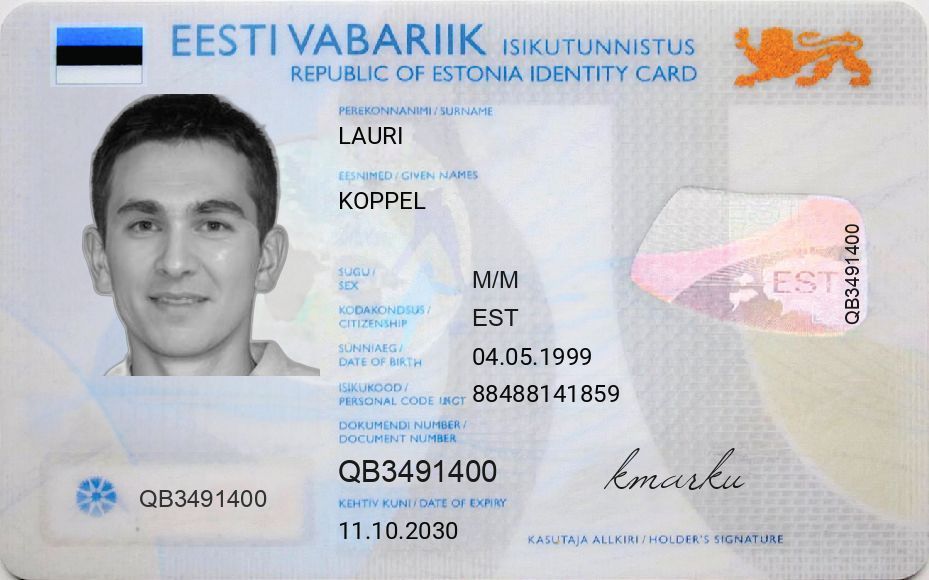 EESTI VABARIIK ISIKUTUNNISTUS
REPUBLIC OF ESTONIA IDENTITY CARD
PEREKONNANIMI / SURNAME
LAURI
EESNIMED / GIVEN NAMES
KOPPEL
SUGU /
SEX
M/M
KODAKONDSUS /
CITIZENSHIP
EST
SÜNNIAEG /
DATE OF BIRTH
04.05.1999
ISIKUKOOD /
PERSONAL CODE
88488141859
DOKUMENDI NUMBER /
DOCUMENT NUMBER
QB3491400
KEHTIV KUNI / DATE OF EXPIRY
11.10.2030
QB3491400
EST
QB3491400
kmarku
KASUTAJA ALLKIRI / HOLDER'S SIGNATURE